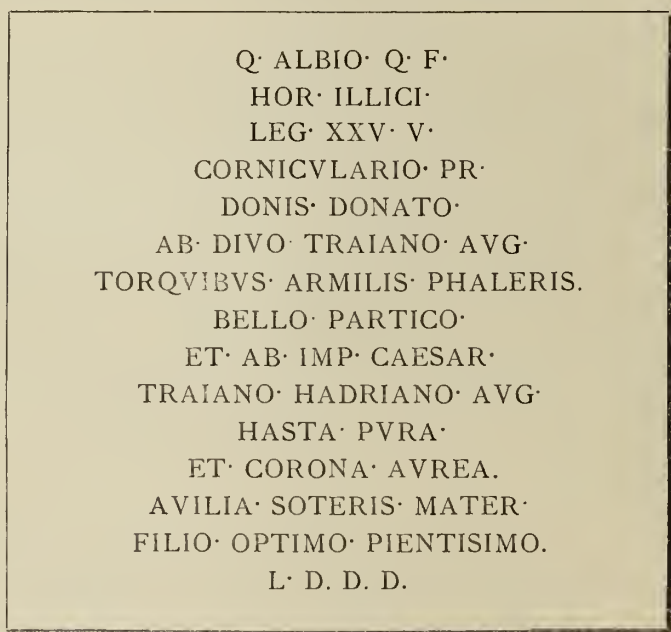 Q· ALBIO· Q· F·
HOR· ILLICI·
LEG· XXV· V·
CORNICVLARIO· PR·
DONIS· DONATO·
AB· DIVO· TRAIANO· AVG·
TORQVIBVS· ARMILIS· PHALERIS.
BELLO· PARTICO·
ET· AB· IMP· CAESAR·
TRAIANO· HADRIANO· AVG·
HASTA· PVRA·
ET· CORONA· AVREA.
AVILIA· SOTERIS· MATER·
FILIO· OPTIMO· PIENTISIMO.
L· D. D. D.